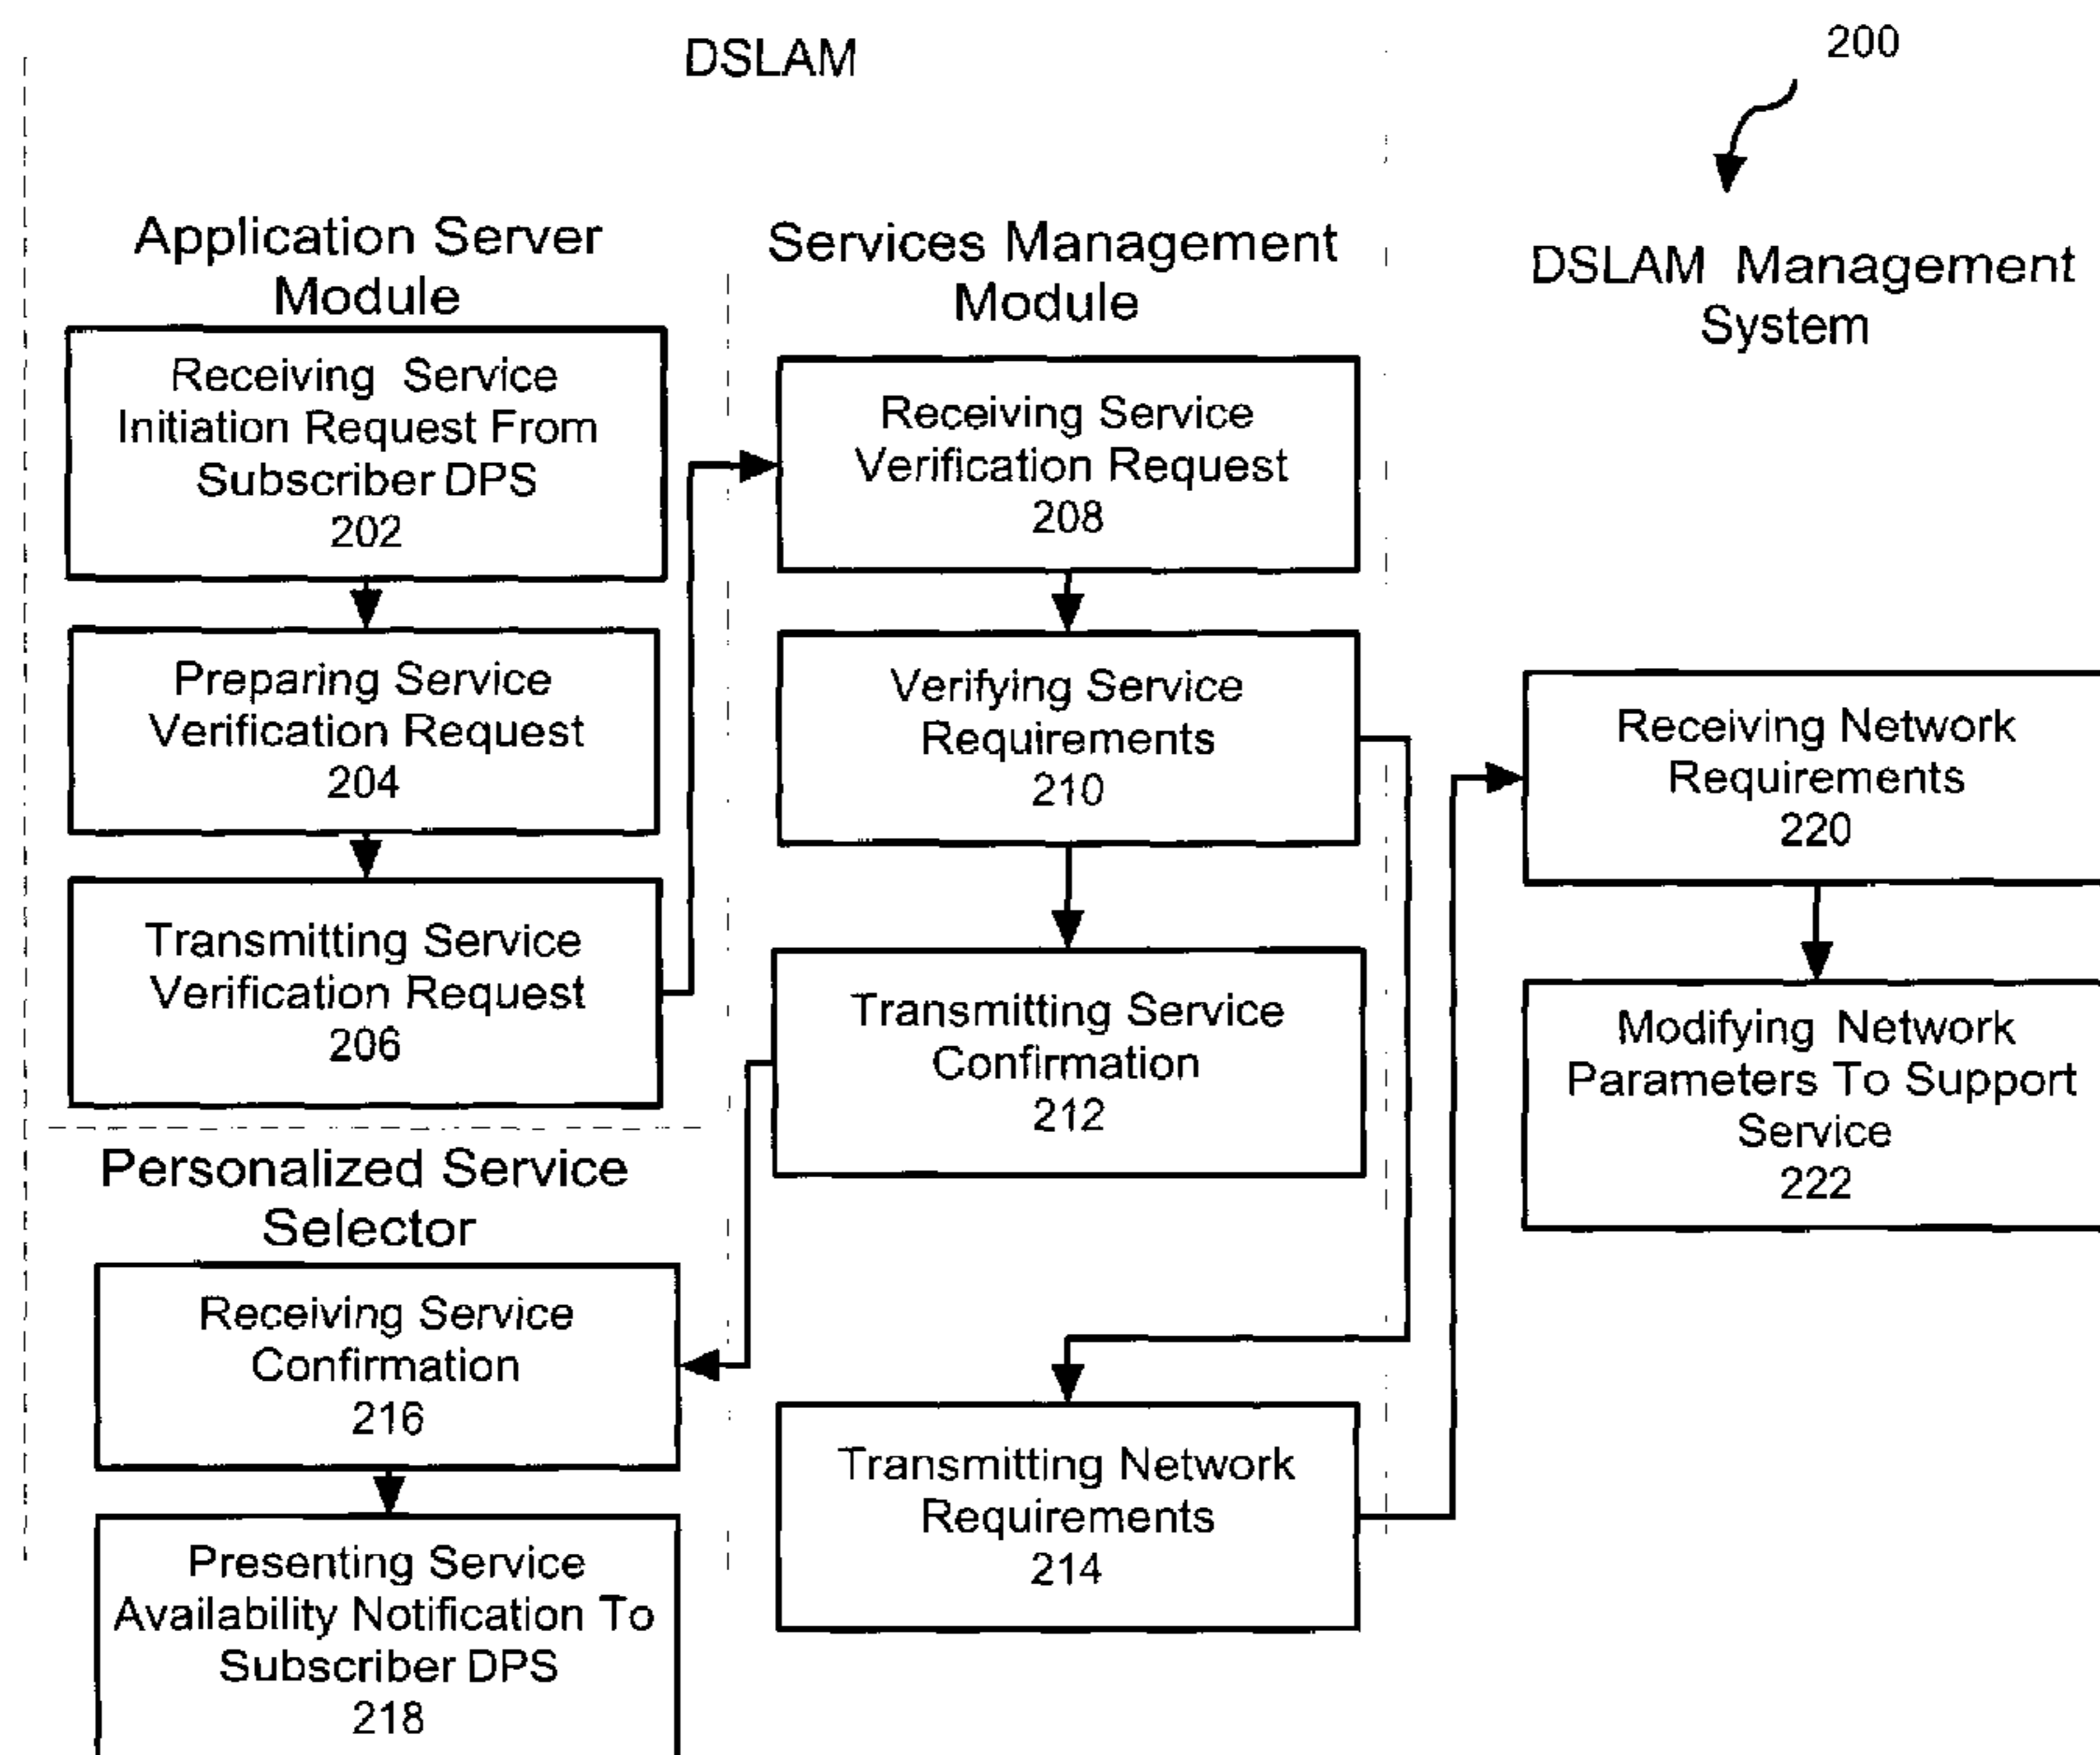 DSLAM
200
Application Server
Module
Receiving Service
Initiation Request From
Subscriber DPS
202
Preparing Service
Verification Request
204
Transmitting Service
Verification Request
206
Personalized Service
Selector
Receiving Service
Confirmation
216
Presenting Service
Availability Notification To
Subscriber DPS
218
Services Management
Module
Receiving Service
Verification Request
208
Verifying Service
Requirements
210
Transmitting Service
Confirmation
212
Transmitting Network
Requirements
214
DSLAM Management
System
Receiving Network
Requirements
220
Modifying Network
Parameters To Support
Service
222